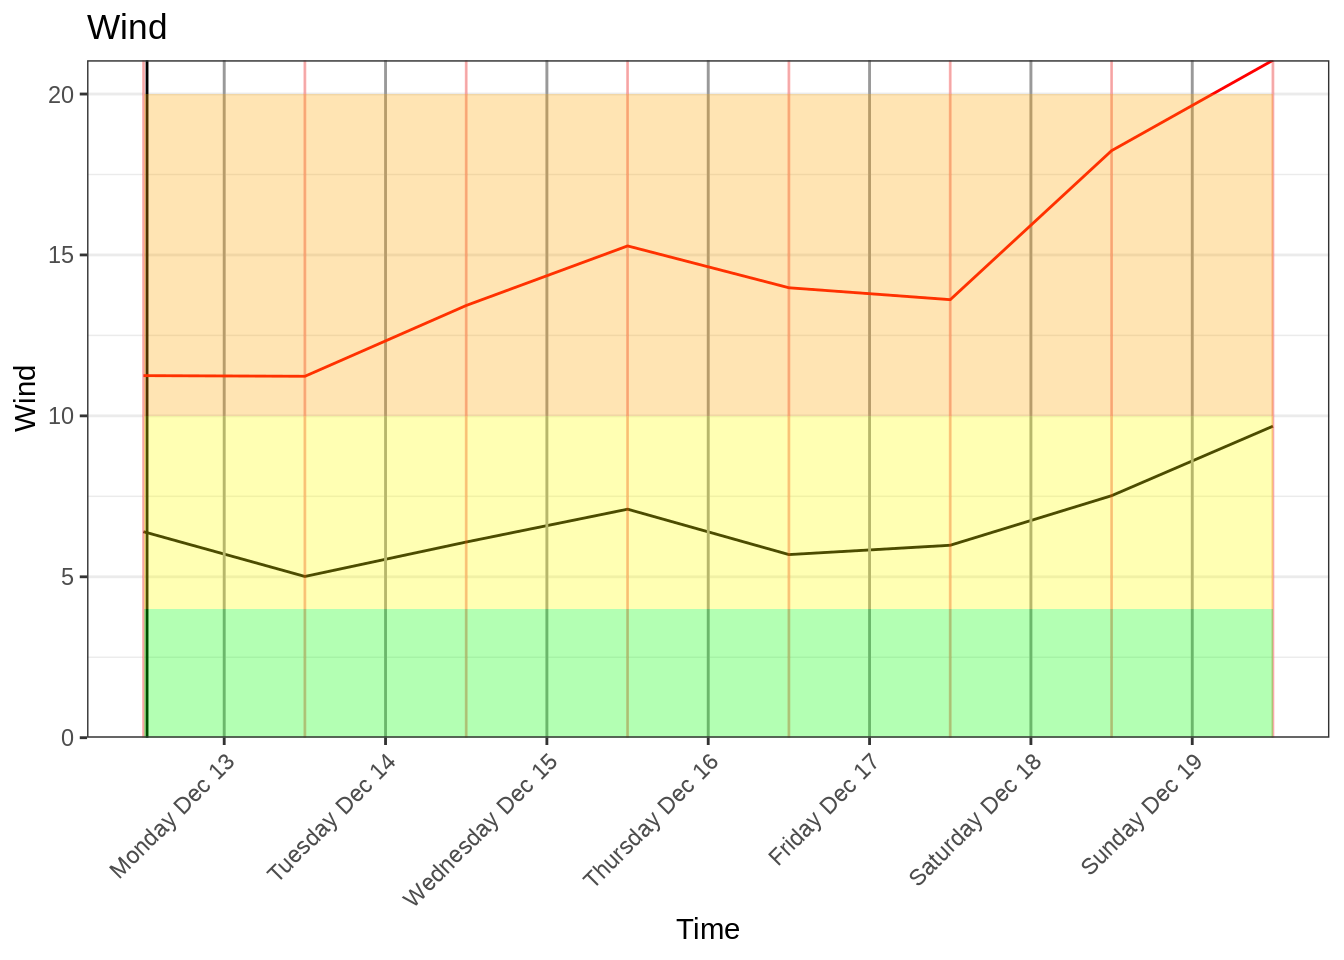 Wind
20
15
10
5
0
Wind
Monday Dec 13
Tuesday Dec 14
Wednesday Dec 15
Thursday Dec 16
Friday Dec 17
Saturday Dec 18
Sunday Dec 19
Time